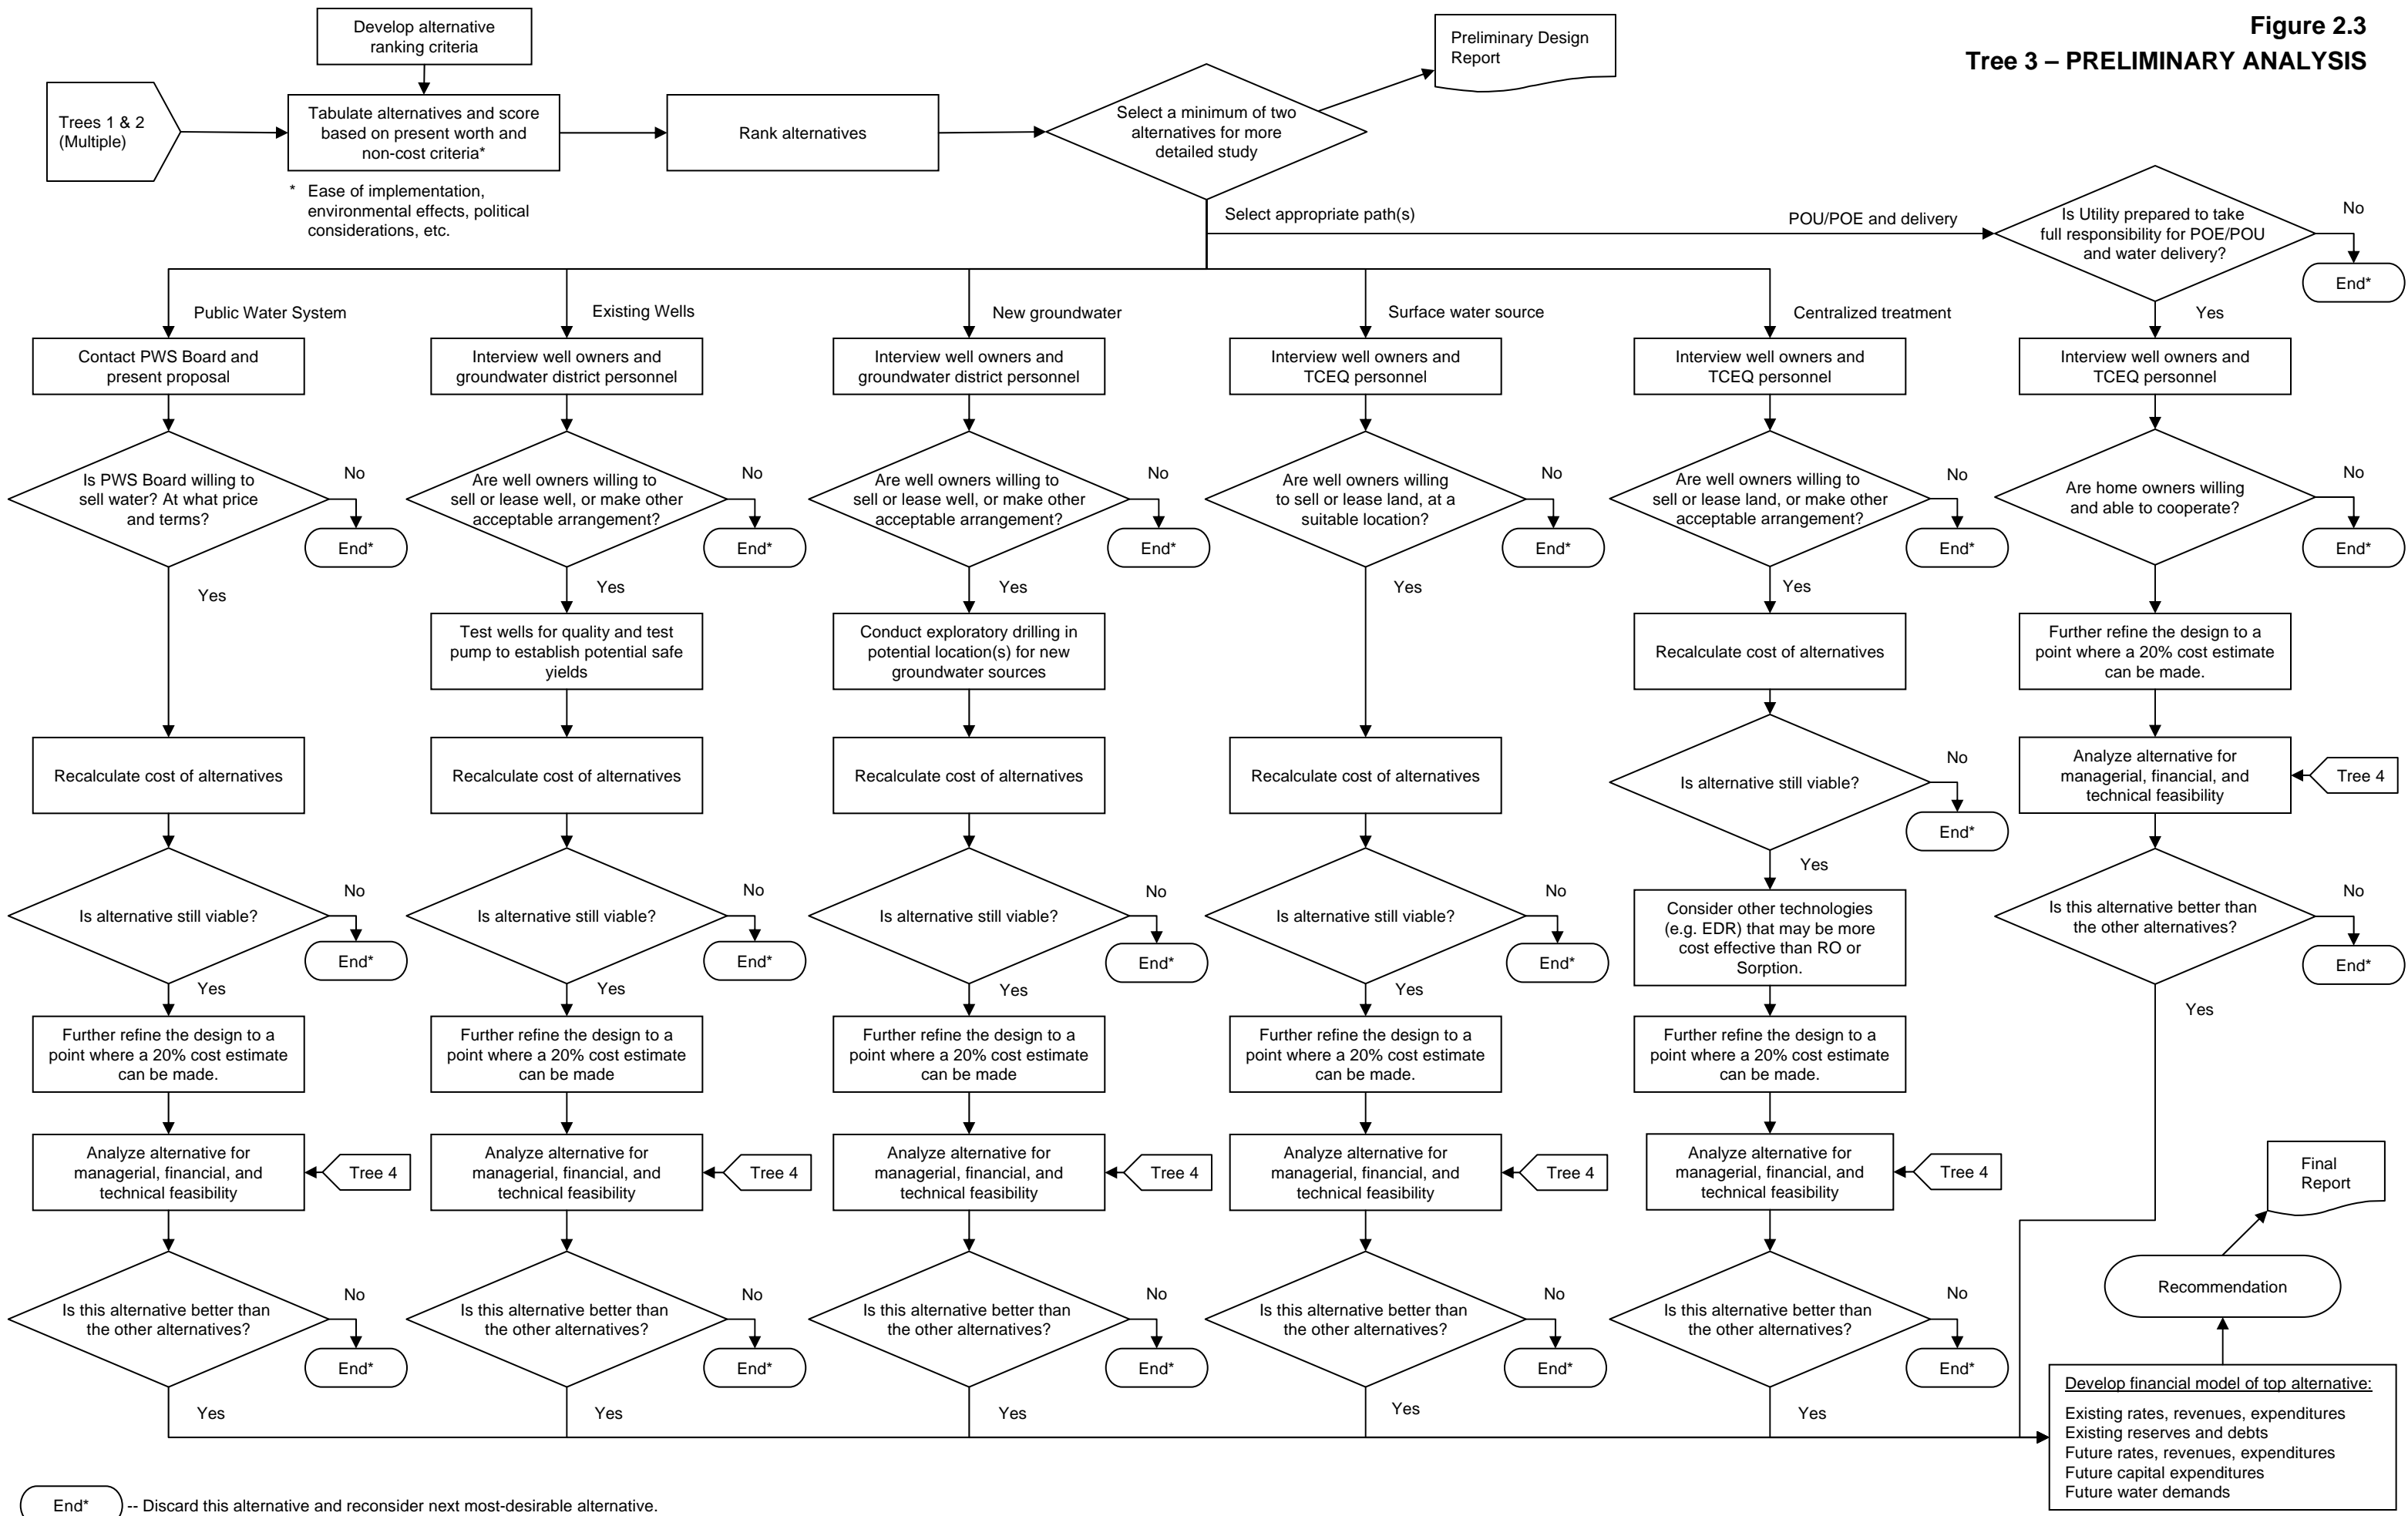 Figure 2.3
Tree 3 – PRELIMINARY ANALYSIS
Develop alternative
ranking criteria
Trees 1 & 2
(Multiple)
Tabulate alternatives and score
based on present worth and
non-cost criteria*
* Ease of implementation,
environmental effects, political
considerations, etc.
Rank alternatives
Select a minimum of two
alternatives for more
detailed study
Preliminary Design
Report
Select appropriate path(s)
POU/POE and delivery
Is Utility prepared to take
full responsibility for POE/POU
and water delivery?
No
End*
Yes
Public Water System
Contact PWS Board and
present proposal
Is PWS Board willing to
sell water? At what price
and terms?
No
End*
Yes
Recalculate cost of alternatives
Is alternative still viable?
No
End*
Yes
Further refine the design to a
point where a 20% cost estimate
can be made.
Analyze alternative for
managerial, financial, and
technical feasibility
Tree 4
Is this alternative better than
the other alternatives?
No
End*
Yes
Existing Wells
Interview well owners and
groundwater district personnel
Are well owners willing to
sell or lease well, or make other
acceptable arrangement?
No
End*
Yes
Test wells for quality and test
pump to establish potential safe
yields
Recalculate cost of alternatives
Is alternative still viable?
No
End*
Yes
Further refine the design to a
point where a 20% cost estimate
can be made
Analyze alternative for
managerial, financial, and
technical feasibility
Tree 4
Is this alternative better than
the other alternatives?
No
End*
Yes
New groundwater
Interview well owners and
groundwater district personnel
Are well owners willing to
sell or lease well, or make other
acceptable arrangement?
No
End*
Yes
Conduct exploratory drilling in
potential location(s) for new
groundwater sources
Recalculate cost of alternatives
Is alternative still viable?
No
End*
Yes
Further refine the design to a
point where a 20% cost estimate
can be made
Analyze alternative for
managerial, financial, and
technical feasibility
Tree 4
Is this alternative better than
the other alternatives?
No
End*
Yes
Surface water source
Interview well owners and
TCEQ personnel
Are well owners willing
to sell or lease land, at a
suitable location?
No
End*
Yes
Recalculate cost of alternatives
Is alternative still viable?
No
End*
Yes
Further refine the design to a
point where a 20% cost estimate
can be made.
Analyze alternative for
managerial, financial, and
technical feasibility
Tree 4
Is this alternative better than
the other alternatives?
No
End*
Yes
Centralized treatment
Interview well owners and
TCEQ personnel
Are well owners willing to
sell or lease land, or make other
acceptable arrangement?
No
End*
Yes
Recalculate cost of alternatives
Is alternative still viable?
No
End*
Yes
Consider other technologies
(e.g. EDR) that may be more
cost effective than RO or
Sorption.
Further refine the design to a
point where a 20% cost estimate
can be made.
Analyze alternative for
managerial, financial, and
technical feasibility
Tree 4
Is this alternative better than
the other alternatives?
No
End*
Yes
Interview well owners and
TCEQ personnel
Are home owners willing
and able to cooperate?
No
End*
Further refine the design to a
point where a 20% cost estimate
can be made.
Analyze alternative for
managerial, financial, and
technical feasibility
Tree 4
Is this alternative better than
the other alternatives?
No
End*
Yes
Final
Report
Recommendation
Develop financial model of top alternative:
Existing rates, revenues, expenditures
Existing reserves and debts
Future rates, revenues, expenditures
Future capital expenditures
Future water demands
End* -- Discard this alternative and reconsider next most-desirable alternative.